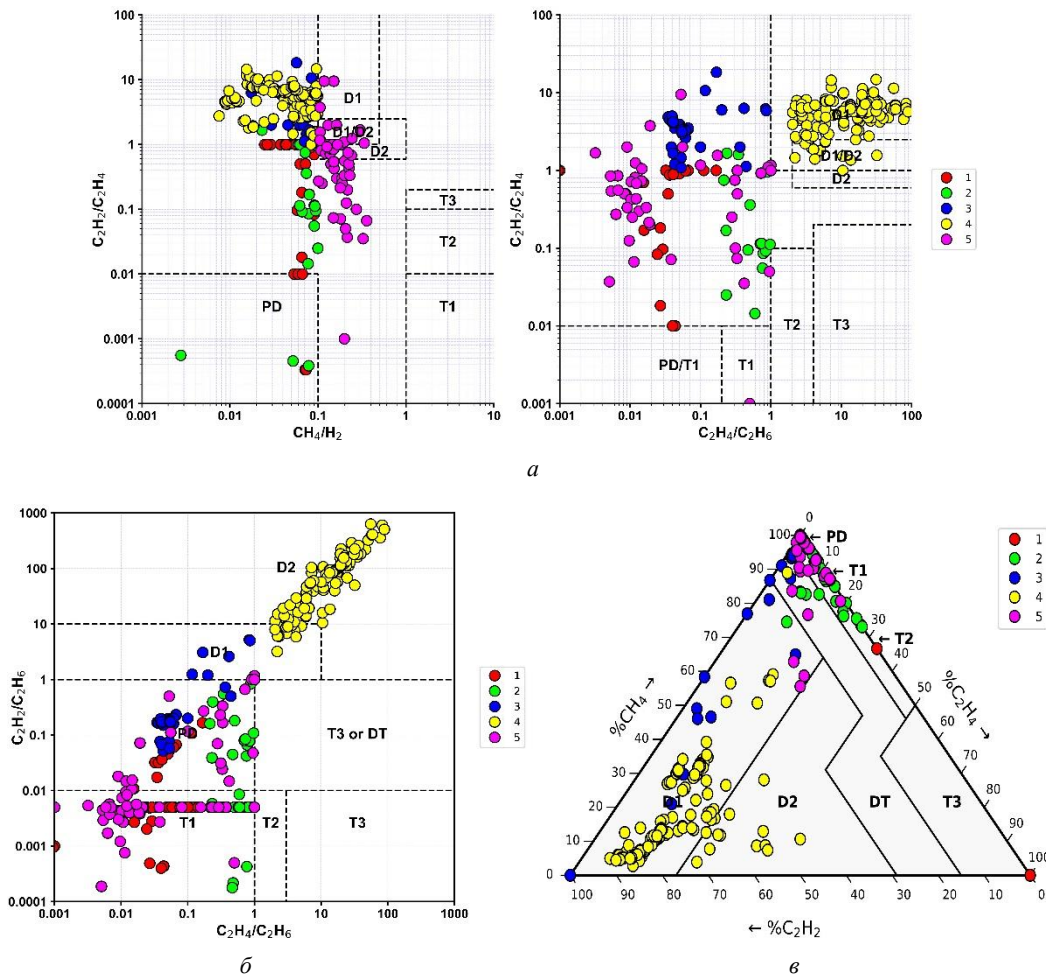 100
10
1
0.1
0.01
0.001
0.0001
C₂H₂/C₂H₄
D1
D1/D2
D2
T3
T2
T1
PD
0.001 0.01 0.1 1 10
CH₄/H₂
100
10
1
0.1
0.01
0.001
C₂H₂/C₂H₄
D1
D1/D2
D2
T2
T3
PD/T1
T1
0.001 0.01 0.1 1 10 100
C₂H₄/C₂H₆
1
2
3
4
5
а
1000
100
10
1
0.1
0.01
0.001
0.0001
C₂H₂/C₂H₆
D2
D1
PD
T3 or DT
T1
T2
T3
0.001 0.01 0.1 1 10 100 1000
C₂H₄/C₂H₆
1
2
3
4
5
б
0
100
← PD
10
90
← T1
20
30
← T2
40
70
50
60
60
50
70
40
80
30
90
20
10
0
%CH₄ →
%C₂H₄ →
D1
D2
DT
T3
100 90 80 70 60 50 40 30 20 10 0
← %C₂H₂
1
2
3
4
5
в